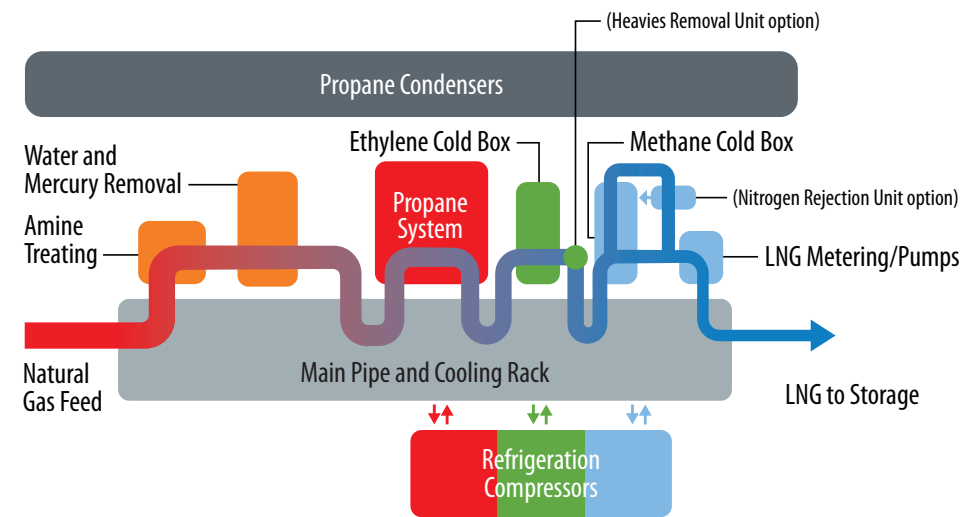 (Heavies Removal Unit option)
Propane Condensers
Ethylene Cold Box
Methane Cold Box
Water and
Mercury Removal
Amine
Treating
Propane
System
(Nitrogen Rejection Unit option)
LNG Metering/Pumps
Natural
Gas Feed
Main Pipe and Cooling Rack
LNG to Storage
Refrigeration
Compressors